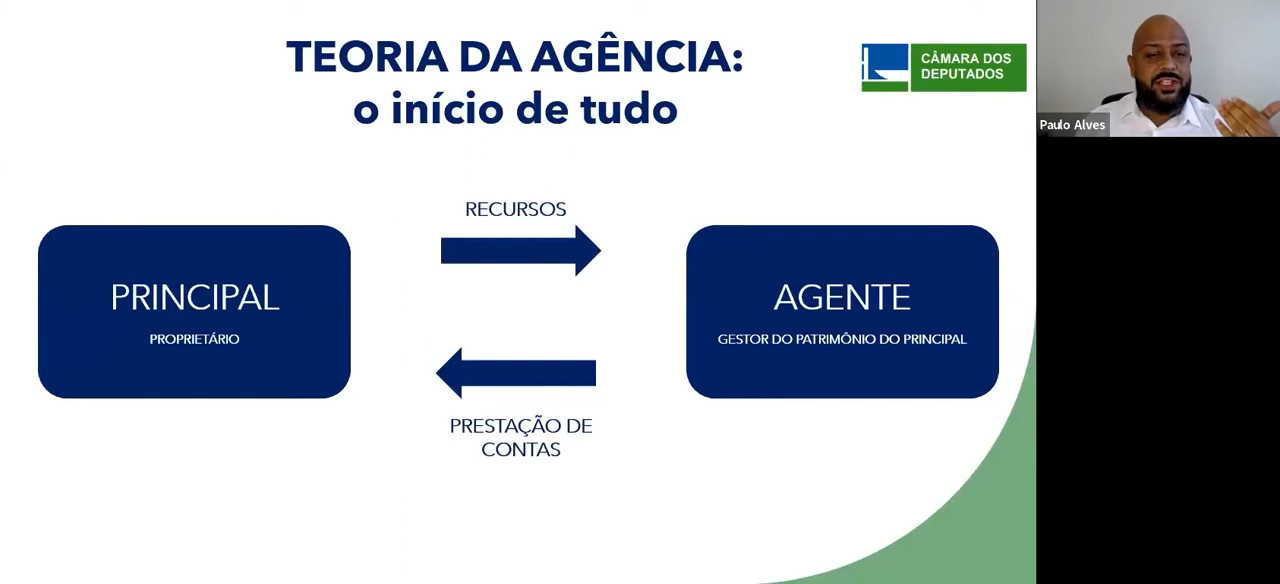 TEORIA DA AGÊNCIA:
o início de tudo
CÂMARA DOS
DEPUTADOS
Paulo Alves
RECURSOS
PRINCIPAL
PROPRIETÁRIO
AGENTE
GESTOR DO PATRIMÔNIO DO PRINCIPAL
PRESTAÇÃO DE
CONTAS